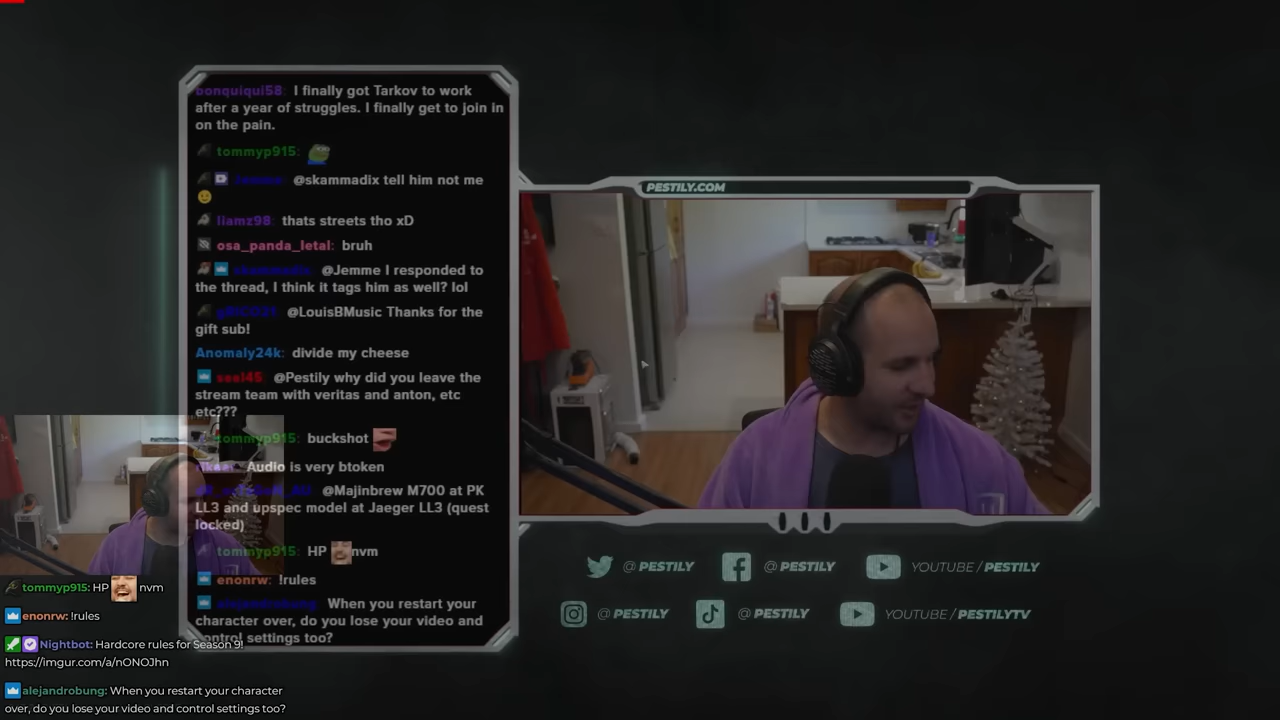 bonquiqui58: I finally got Tarkov to work
after a year of struggles. I finally get to join in
on the pain.
tommyp915:
@skammadix tell him not me
liamz98: thats streets tho xD
osa_panda_letal: bruh
skammadix: @Jemme I responded to
the thread, I think it tags him as well? lol
@LouisBMusic Thanks for the
gift sub!
Anomaly24k: divide my cheese
seel45: @Pestily why did you leave the
stream team with veritas and anton, etc
etc???
tommyp915: buckshot
Audio is very btoken
@Majinbrew M700 at PK
LL3 and upspec model at Jaeger LL3 (quest
locked)
tommyp915: HP nvm
enonrw: !rules
alejandrobung: When you restart your
character over, do you lose your video and
control settings too?
PESTILY.COM
@PESTILY @PESTILY YOUTUBE / PESTILY
@PESTILY @PESTILY YOUTUBE / PESTILYTV
tommyp915: HP nvm
enonrw: !rules
Nightbot: Hardcore rules for Season 9!
https://imgur.com/a/nONOJhn
alejandrobung: When you restart your character
over, do you lose your video and control settings too?